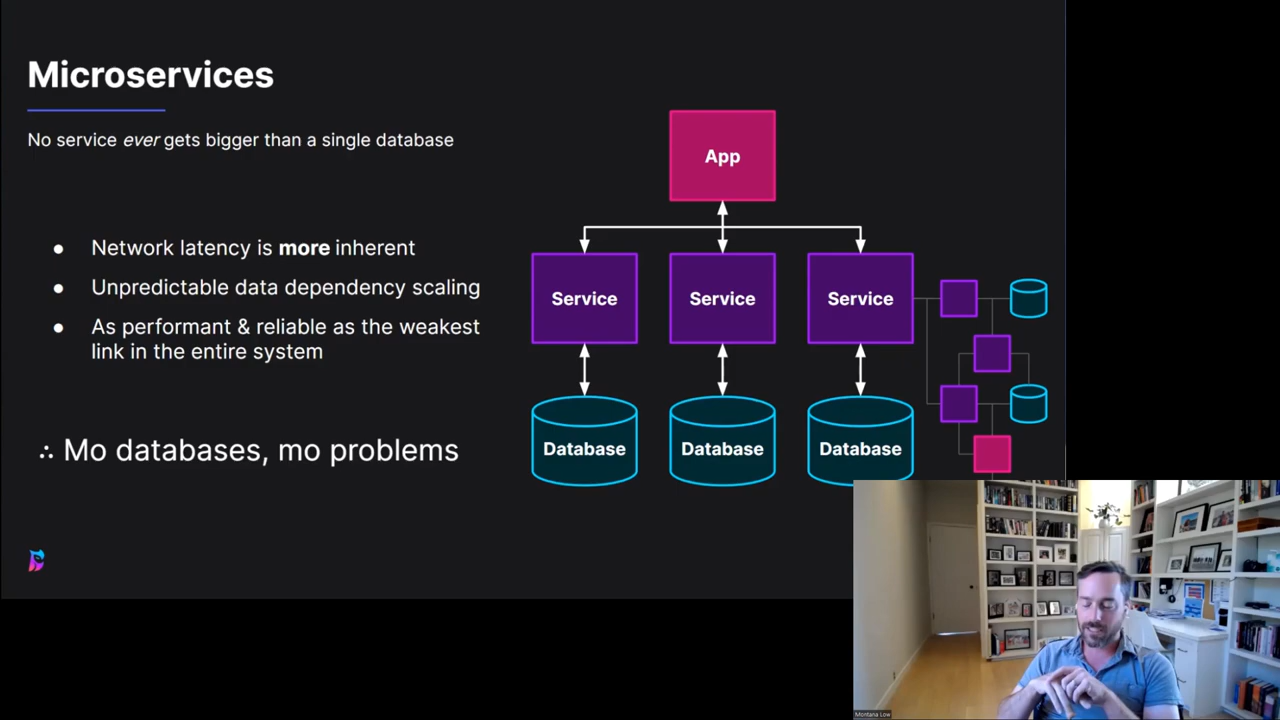 Microservices
No service ever gets bigger than a single database
● Network latency is more inherent
● Unpredictable data dependency scaling
● As performant & reliable as the weakest
link in the entire system
∴ Mo databases, mo problems
App
Service Service Service
Database Database Database
Montana Low